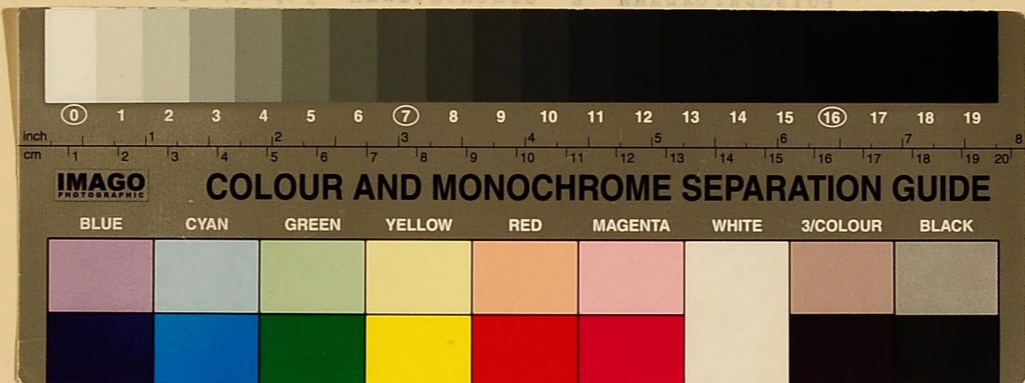 0 1 2 3 4 5 6 7 8 9 10 11 12 13 14 15 16 17 18 19
inch 1 2 3 4 5 6 7 8
cm 1 2 3 4 5 6 7 8 9 10 11 12 13 14 15 16 17 18 19 20
IMAGO
PHOTOGRAPHIC
COLOUR AND MONOCHROME SEPARATION GUIDE
BLUE CYAN GREEN YELLOW RED MAGENTA WHITE 3/COLOUR BLACK